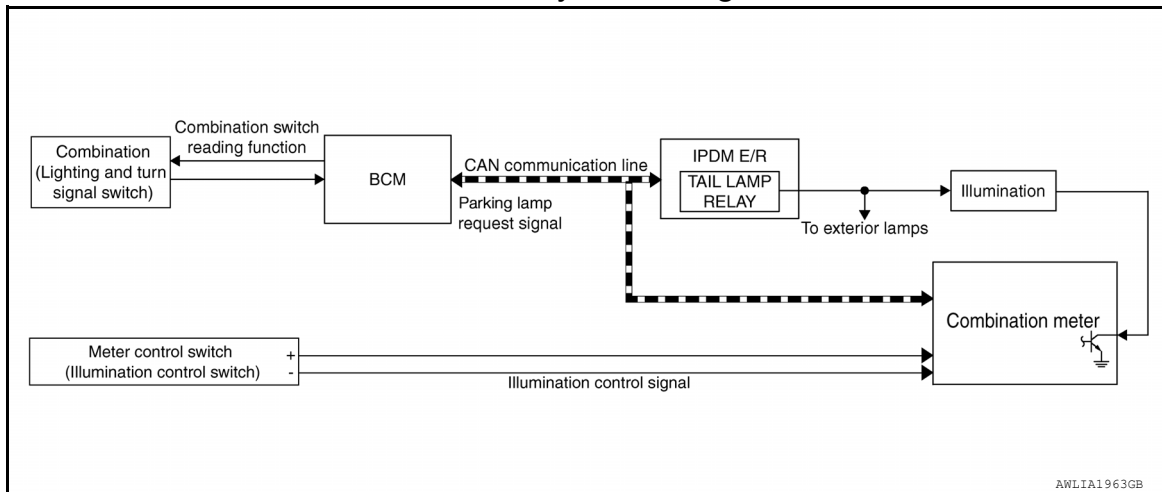 Combination switch
reading function
Combination
(Lighting and turn
signal switch)
BCM
CAN communication line
Parking lamp
request signal
IPDM E/R
TAIL LAMP
RELAY
To exterior lamps
Illumination
Combination meter
Meter control switch
(Illumination control switch)
+
-
Illumination control signal
AWLIA1963GB